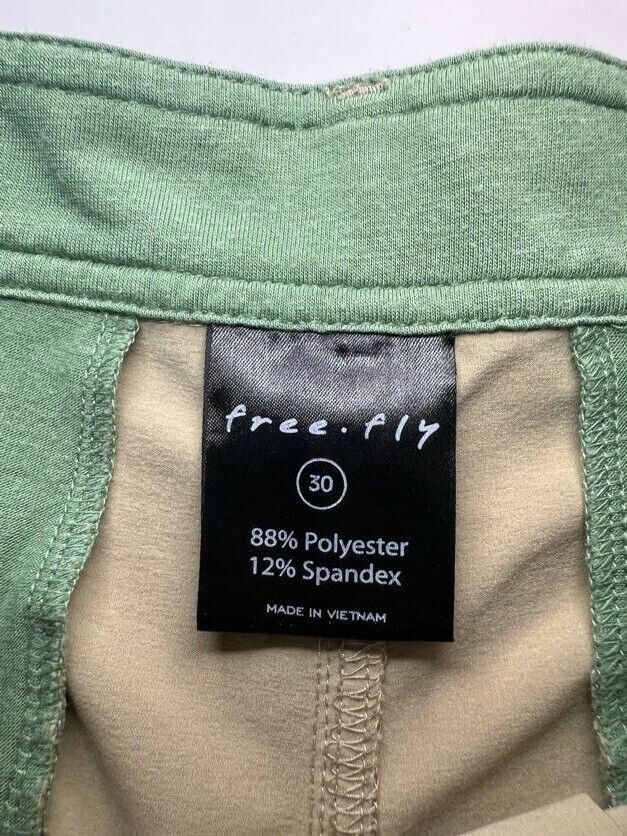 free.fly
30
88% Polyester
12% Spandex
MADE IN VIETNAM